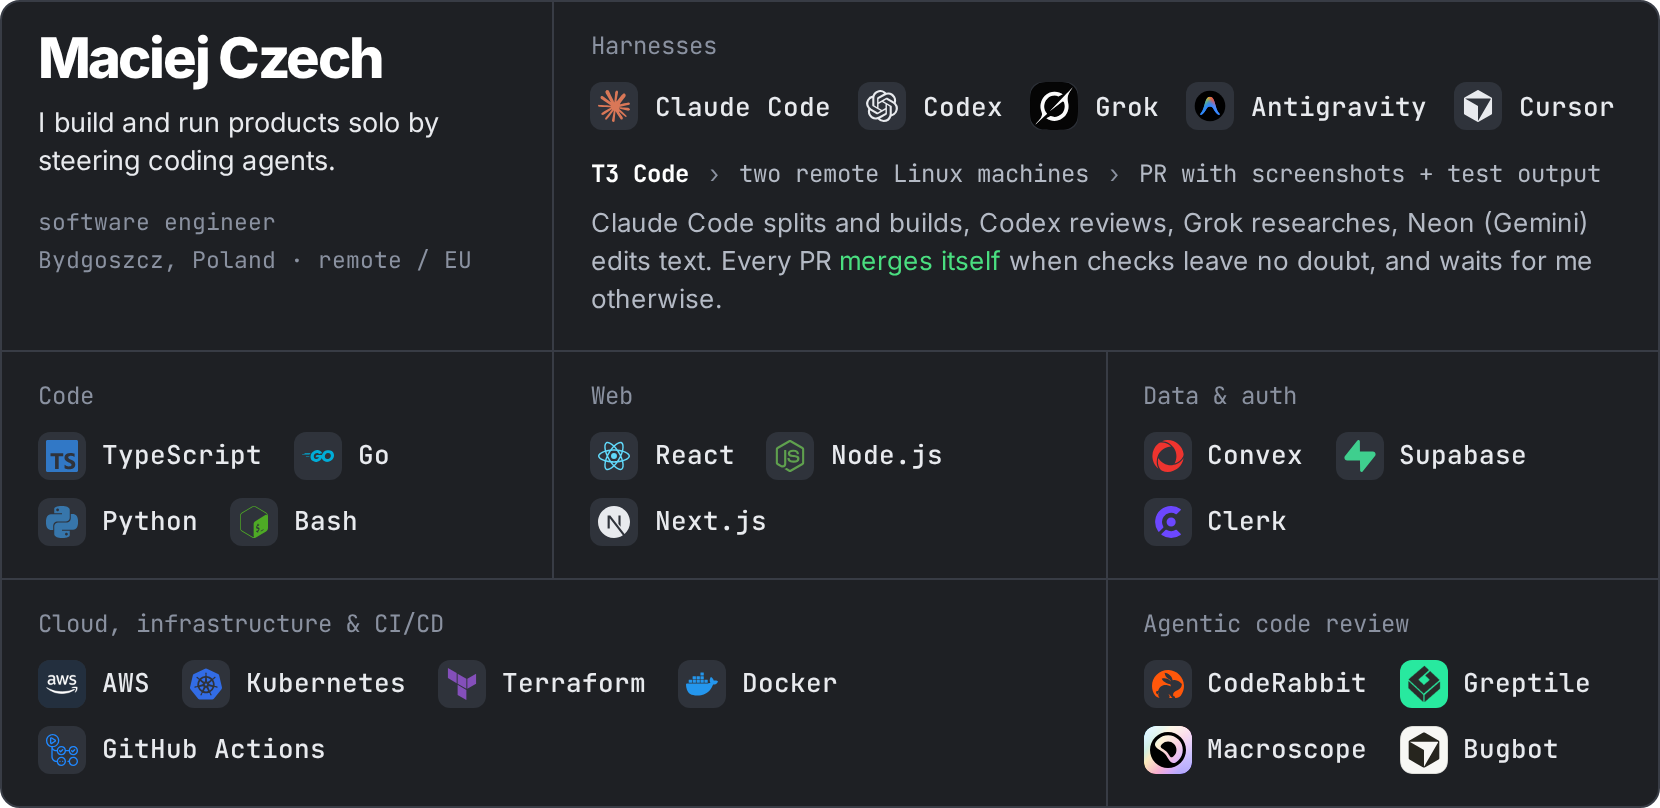 Maciej Czech
I build and run products solo by
steering coding agents.
software engineer
Bydgoszcz, Poland · remote / EU
Harnesses
Claude Code Codex Grok Antigravity Cursor
T3 Code › two remote Linux machines › PR with screenshots + test output
Claude Code splits and builds, Codex reviews, Grok researches, Neon (Gemini)
edits text. Every PR merges itself when checks leave no doubt, and waits for me
otherwise.
Code
TS TypeScript GO Go
Python Bash
Web
React JS Node.js
N Next.js
Data & auth
Convex Supabase
Clerk
Cloud, infrastructure & CI/CD
aws AWS Kubernetes Terraform Docker
GitHub Actions
Agentic code review
CodeRabbit Greptile
Macroscope Bugbot